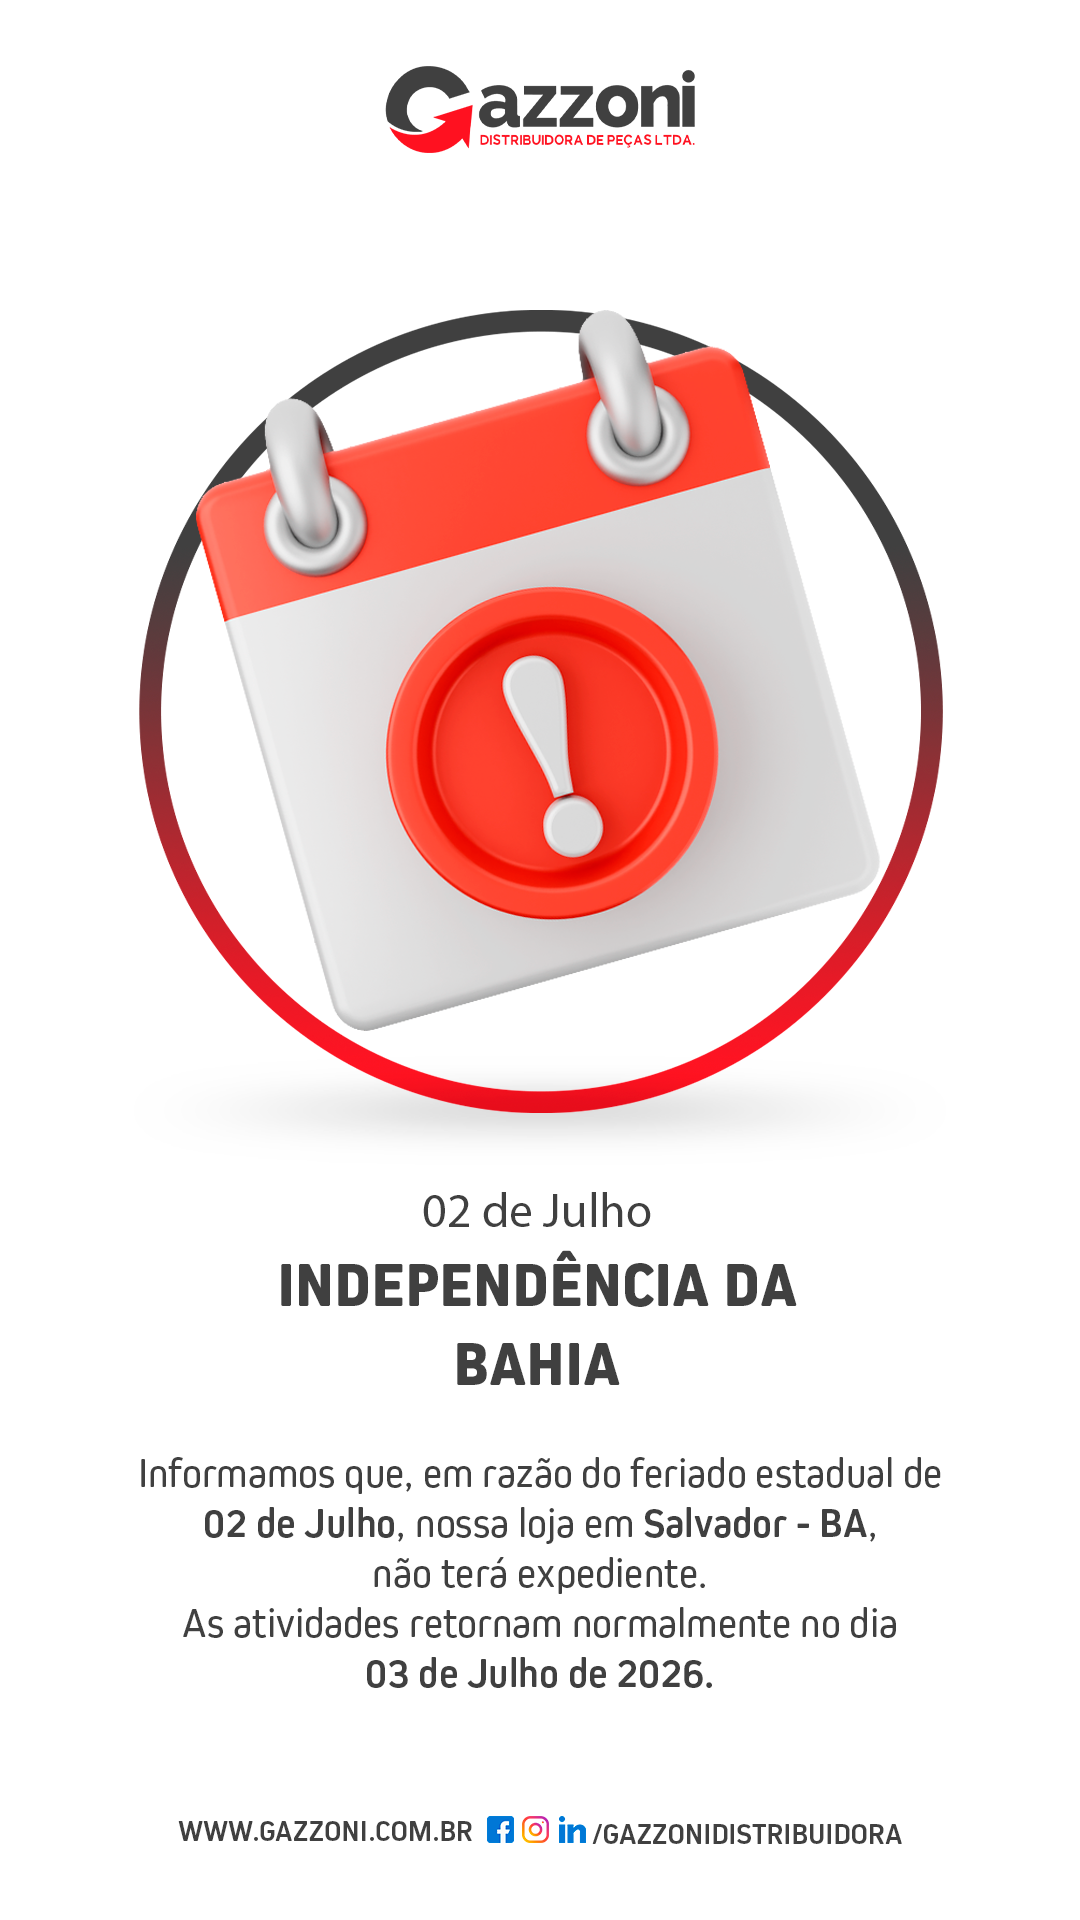 Gazzoni
DISTRIBUIDORA DE PEÇAS LTDA.
02 de Julho
INDEPENDÊNCIA DA
BAHIA
Informamos que, em razão do feriado estadual de
02 de Julho, nossa loja em Salvador - BA,
não terá expediente.
As atividades retornam normalmente no dia
03 de Julho de 2026.
WWW.GAZZONI.COM.BR /GAZZONIDISTRIBUIDORA